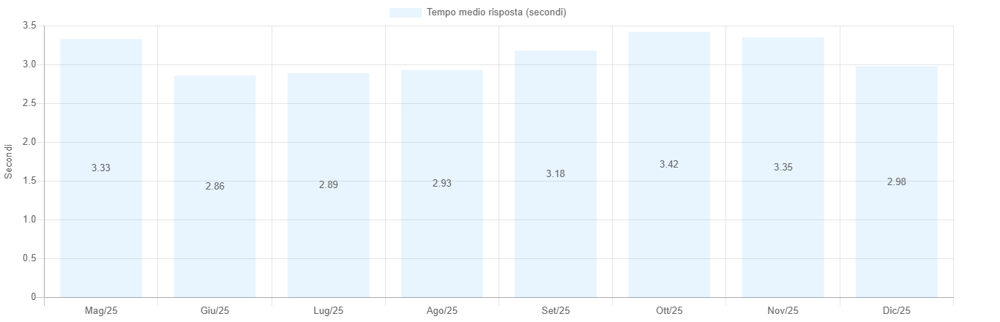 Tempo medio risposta (secondi)
3.5
3.0
2.5
2.0
1.5
1.0
0.5
0
Secondi
3.33
2.86
2.89
2.93
3.18
3.42
3.35
2.98
Mag/25
Giu/25
Lug/25
Ago/25
Set/25
Ott/25
Nov/25
Dic/25